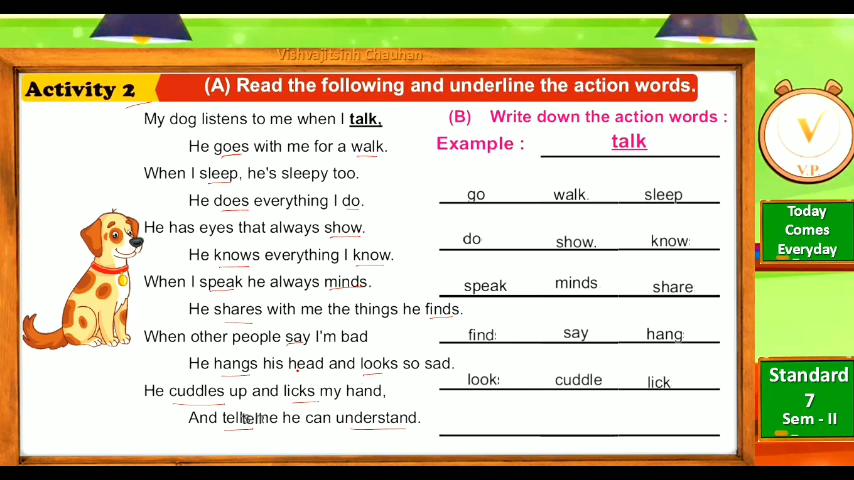 Vishvajitsinh Chauhan
Activity 2
(A) Read the following and underline the action words.
My dog listens to me when I talk,
He goes with me for a walk.
When I sleep, he's sleepy too.
He does everything I do.
He has eyes that always show.
He knows everything I know.
When I speak he always minds.
He shares with me the things he finds.
When other people say I'm bad
He hangs his head and looks so sad.
He cuddles up and licks my hand,
And tells me he can understand.
tell
(B) Write down the action words :
Example : talk
go walk. sleep
do show. know
speak minds share
find say hang
look cuddle lick
V
V.P
Today
Comes
Everyday
Standard
7
Sem - II